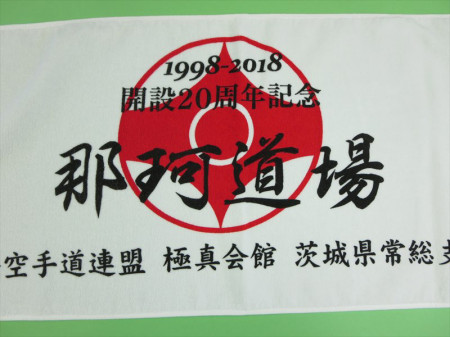 1998-2018
開設20周年記念
那珂道場
空手道連盟 極真会館 茨城県常総支